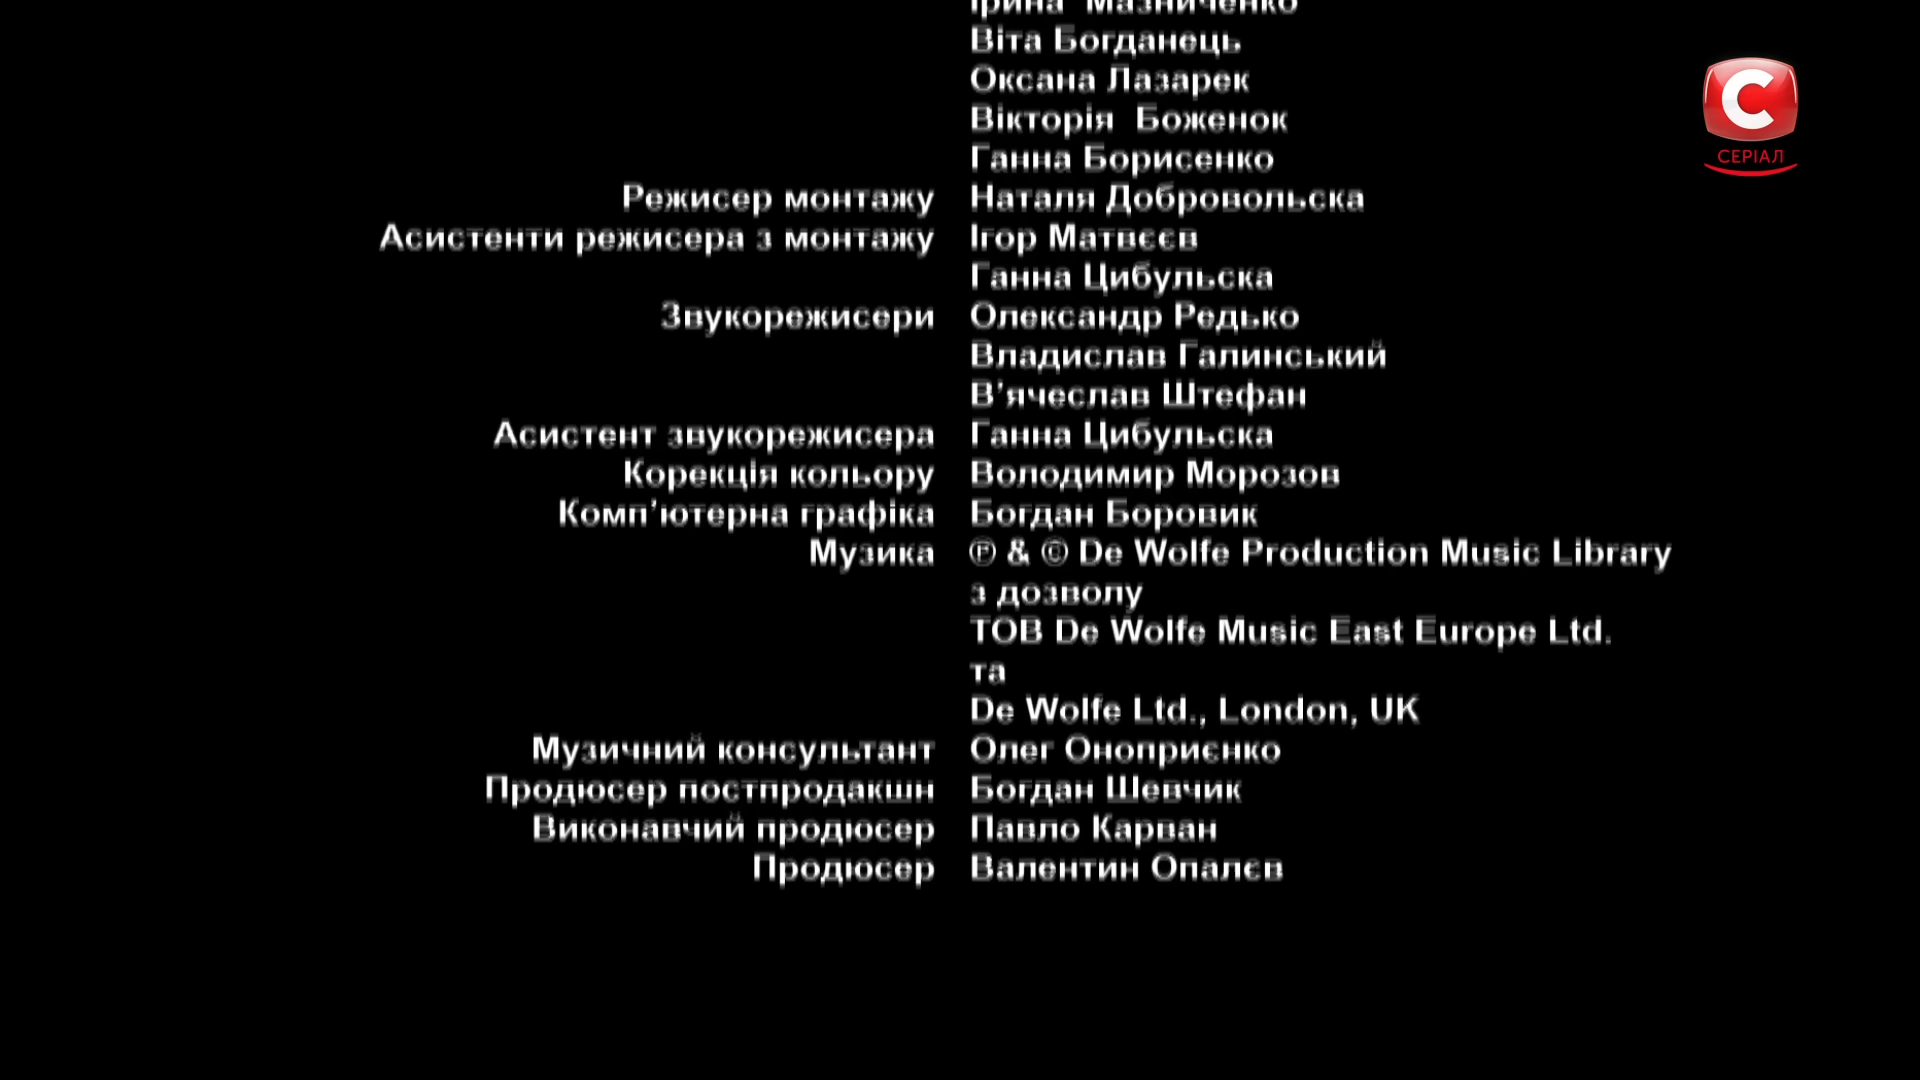 Ірина Мазниченко
Віта Богданець
Оксана Лазарек
Вікторія Боженок
Ганна Борисенко
Режисер монтажу Наталя Добровольска
Асистенти режисера з монтажу Ігор Матвєєв
Ганна Цибульска
Звукорежисери Олександр Редько
Владислав Галинський
В’ячеслав Штефан
Асистент звукорежисера Ганна Цибульска
Корекція кольору Володимир Морозов
Комп’ютерна графіка Богдан Боровик
Музика ℗ & © De Wolfe Production Music Library
з дозволу
ТОВ De Wolfe Music East Europe Ltd.
та
De Wolfe Ltd., London, UK
Музичний консультант Олег Оноприєнко
Продюсер постпродакшн Богдан Шевчик
Виконавчий продюсер Павло Карван
Продюсер Валентин Опалєв
С
СЕРІАЛ